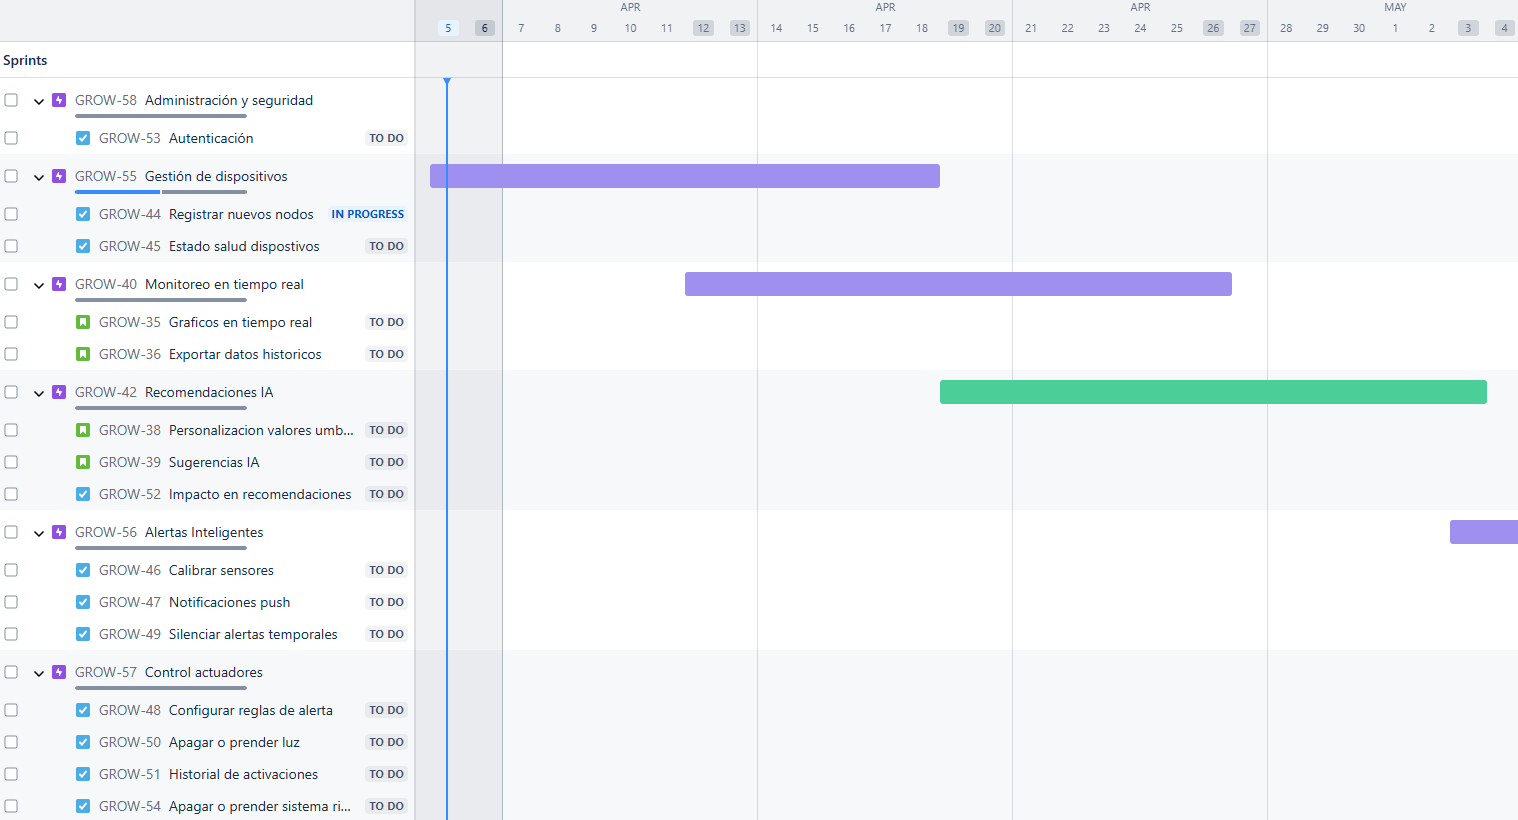 APR APR APR MAY
5 6 7 8 9 10 11 12 13 14 15 16 17 18 19 20 21 22 23 24 25 26 27 28 29 30 1 2 3 4
Sprints
GROW-58 Administración y seguridad
GROW-53 Autenticación TO DO
GROW-55 Gestión de dispositivos
GROW-44 Registrar nuevos nodos IN PROGRESS
GROW-45 Estado salud dispostivos TO DO
GROW-40 Monitoreo en tiempo real
GROW-35 Graficos en tiempo real TO DO
GROW-36 Exportar datos historicos TO DO
GROW-42 Recomendaciones IA
GROW-38 Personalizacion valores umb... TO DO
GROW-39 Sugerencias IA TO DO
GROW-52 Impacto en recomendaciones TO DO
GROW-56 Alertas Inteligentes
GROW-46 Calibrar sensores TO DO
GROW-47 Notificaciones push TO DO
GROW-49 Silenciar alertas temporales TO DO
GROW-57 Control actuadores
GROW-48 Configurar reglas de alerta TO DO
GROW-50 Apagar o prender luz TO DO
GROW-51 Historial de activaciones TO DO
GROW-54 Apagar o prender sistema ri... TO DO